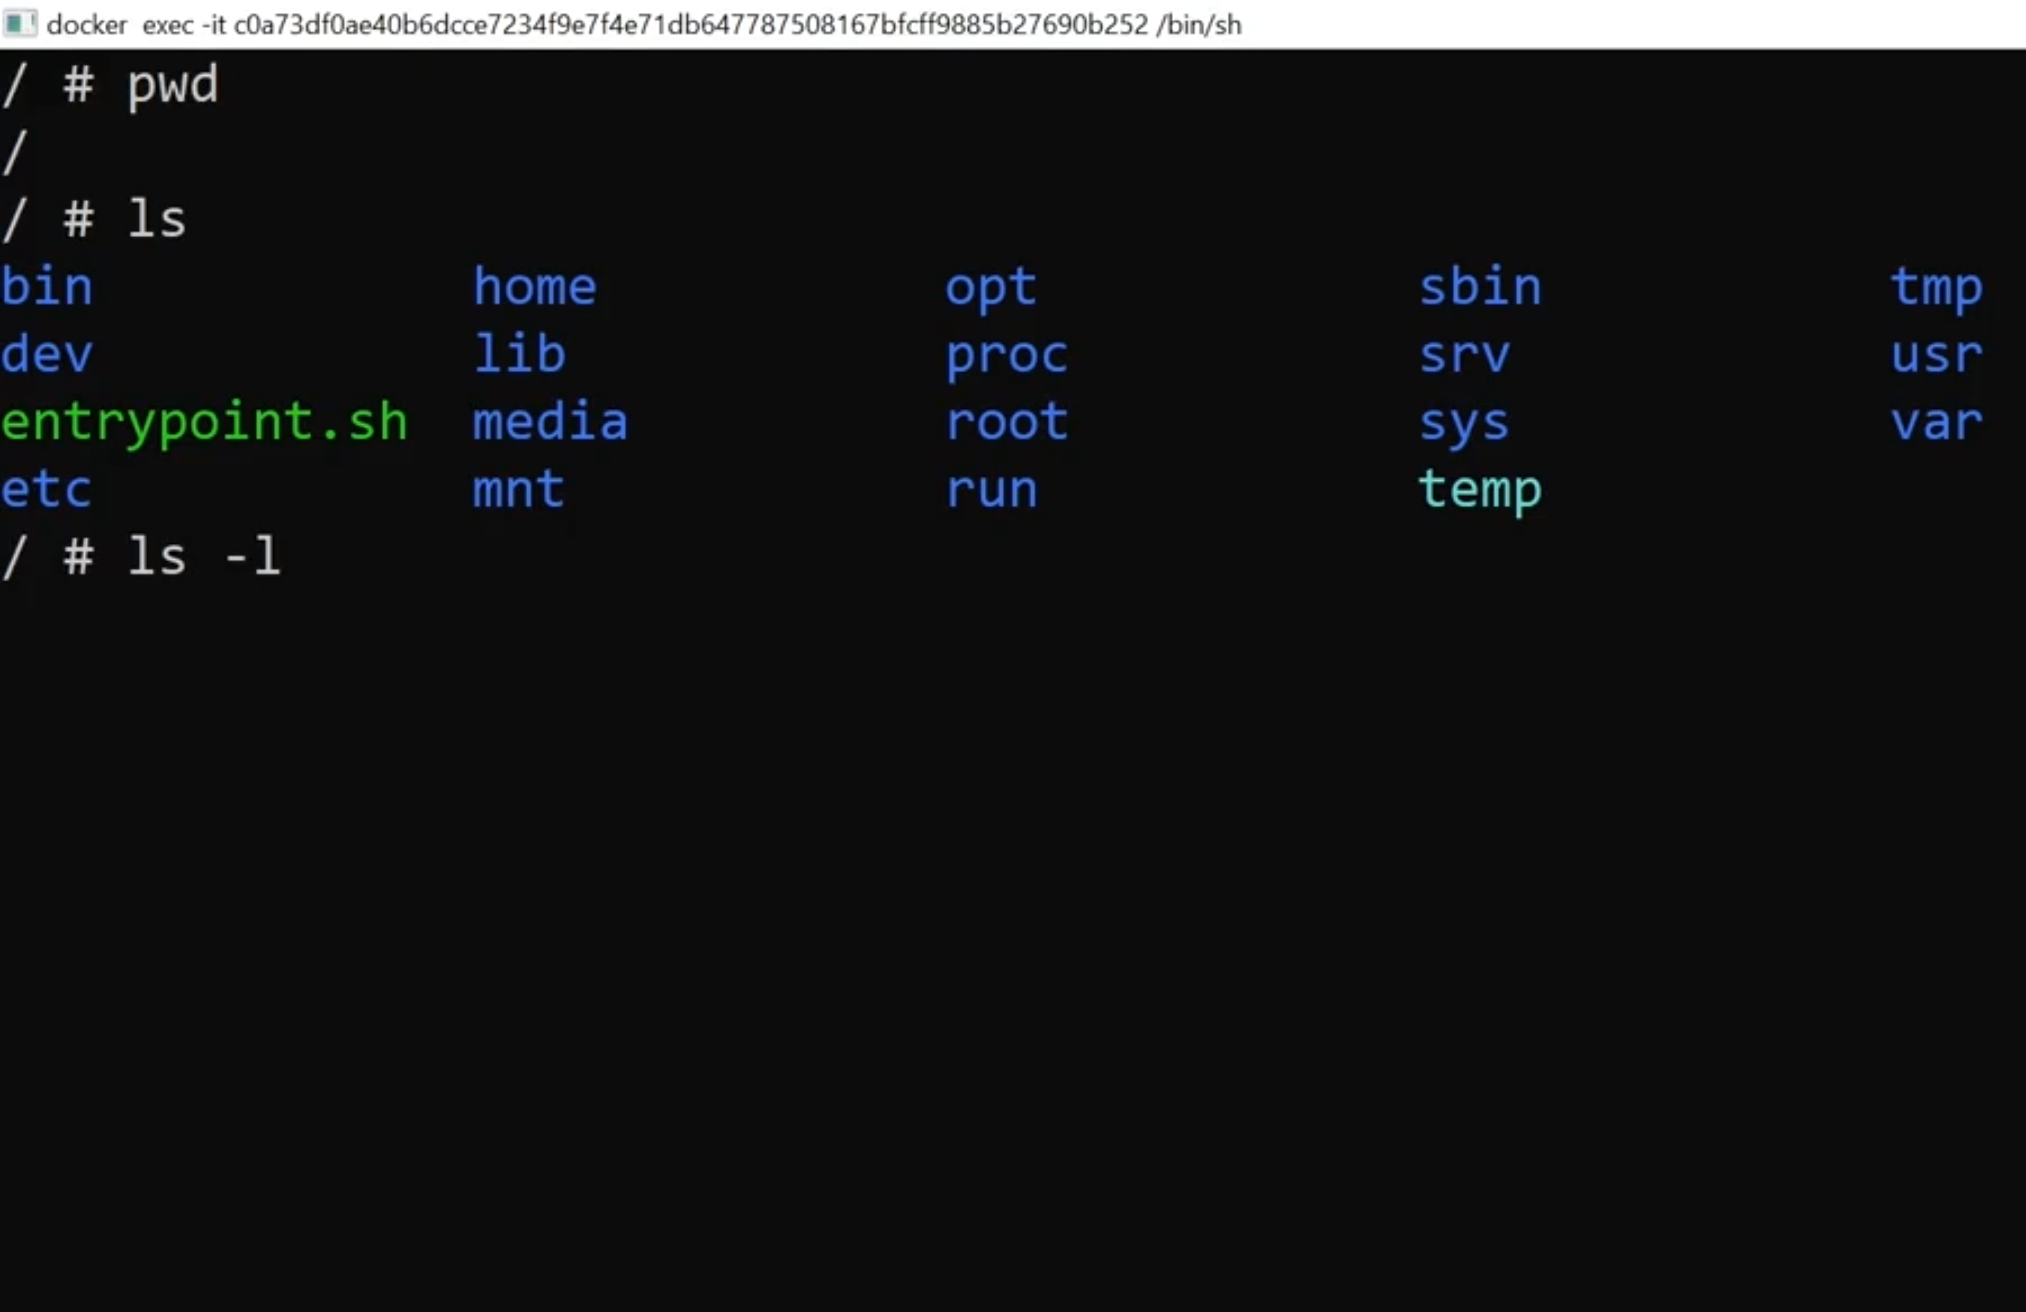 docker exec -it c0a73df0ae40b6dcce7234f9e7f4e71db647787508167bfcff9885b27690b252 /bin/sh
/ # pwd
/
/ # ls
bin home opt sbin tmp
dev lib proc srv usr
entrypoint.sh media root sys var
etc mnt run temp
/ # ls -l